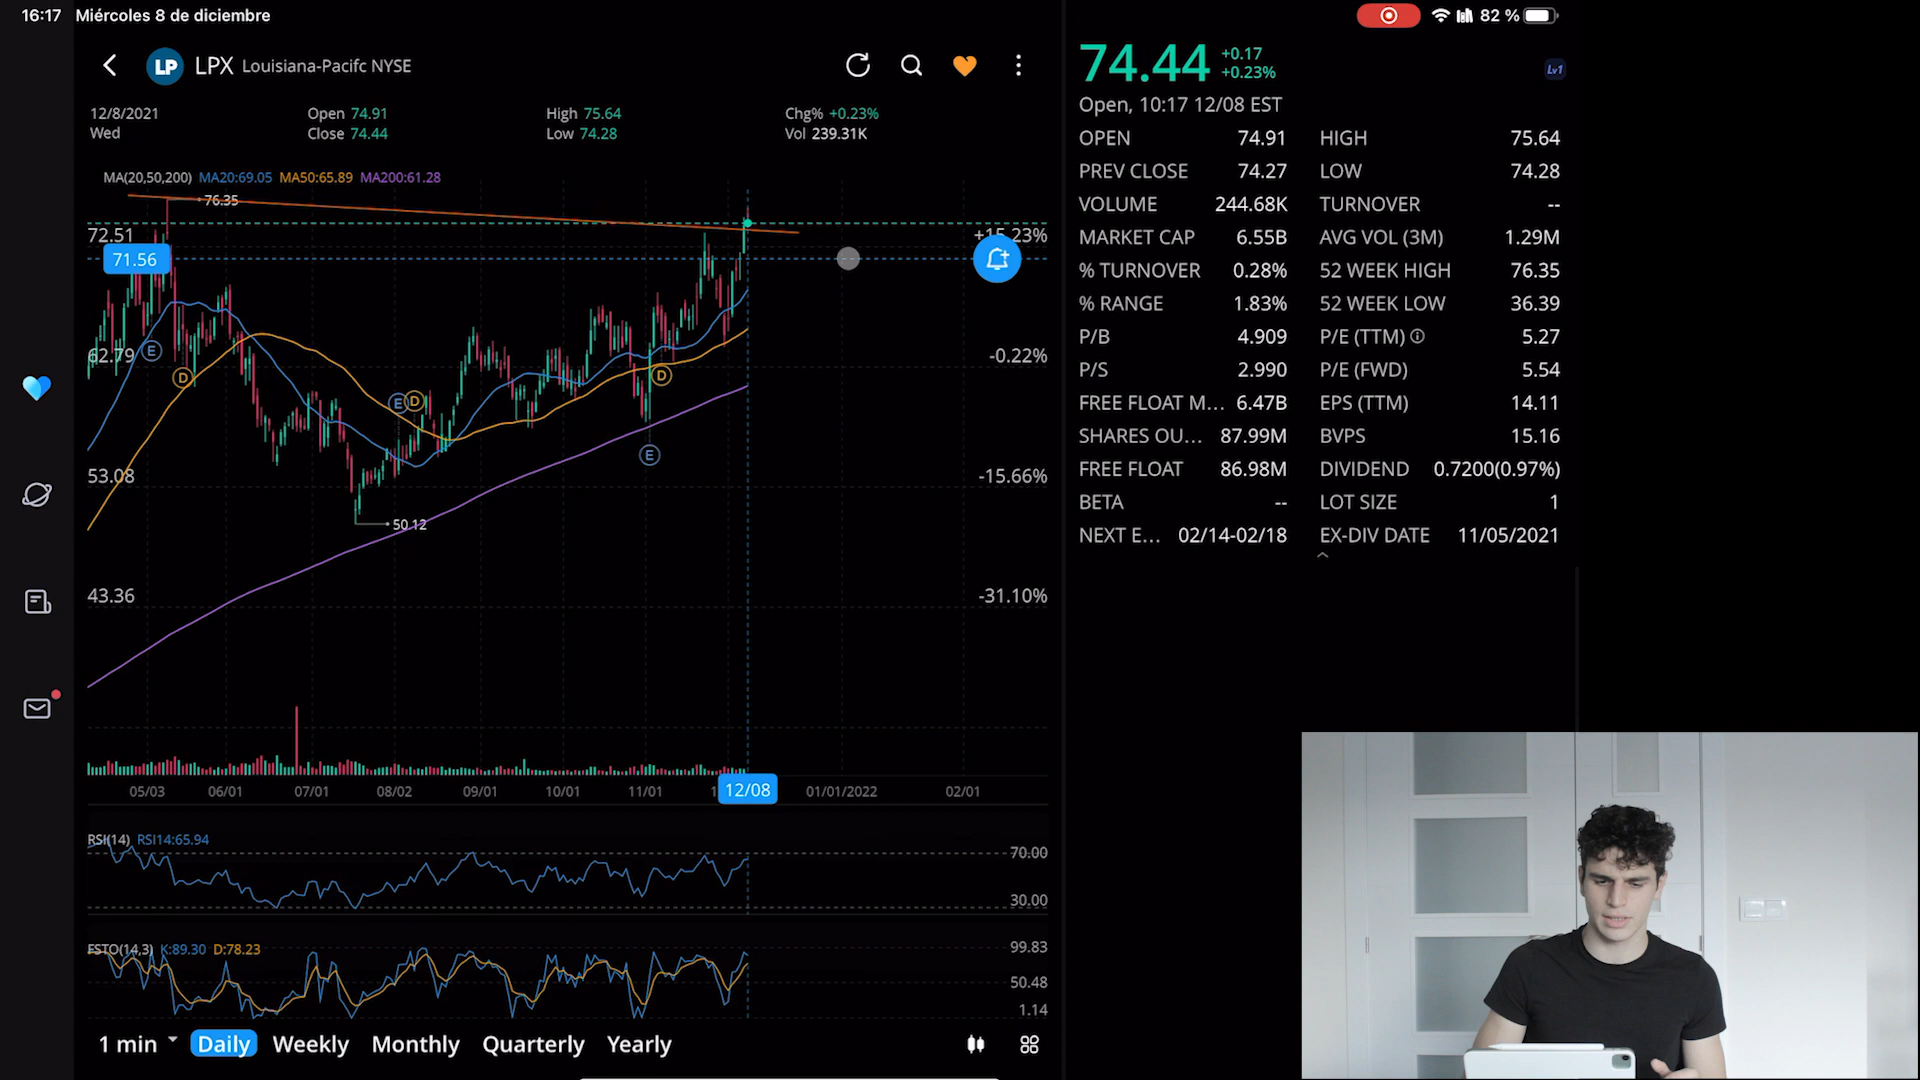 16:17 Miércoles 8 de diciembre
82 %
LP LPX Louisiana-Pacifc NYSE
12/8/2021 Open 74.91 High 75.64 Chg% +0.23%
Wed Close 74.44 Low 74.28 Vol 239.31K
MA(20,50,200) MA20:69.05 MA50:65.89 MA200:61.28
76.35
72.51 +15.23%
71.56
62.79 -0.22%
E
D
E D
D
E
53.08 -15.66%
50.12
43.36 -31.10%
05/03 06/01 07/01 08/02 09/01 10/01 11/01 12/08 01/01/2022 02/01
RSI(14) RSI14:65.94
70.00
30.00
FSTO(14,3) K:89.30 D:78.23
99.83
50.48
1.14
1 min Daily Weekly Monthly Quarterly Yearly
74.44 +0.17
+0.23%
Lv1
Open, 10:17 12/08 EST
OPEN 74.91 HIGH 75.64
PREV CLOSE 74.27 LOW 74.28
VOLUME 244.68K TURNOVER --
MARKET CAP 6.55B AVG VOL (3M) 1.29M
% TURNOVER 0.28% 52 WEEK HIGH 76.35
% RANGE 1.83% 52 WEEK LOW 36.39
P/B 4.909 P/E (TTM) 5.27
P/S 2.990 P/E (FWD) 5.54
FREE FLOAT M... 6.47B EPS (TTM) 14.11
SHARES OU... 87.99M BVPS 15.16
FREE FLOAT 86.98M DIVIDEND 0.7200(0.97%)
BETA -- LOT SIZE 1
NEXT E... 02/14-02/18 EX-DIV DATE 11/05/2021